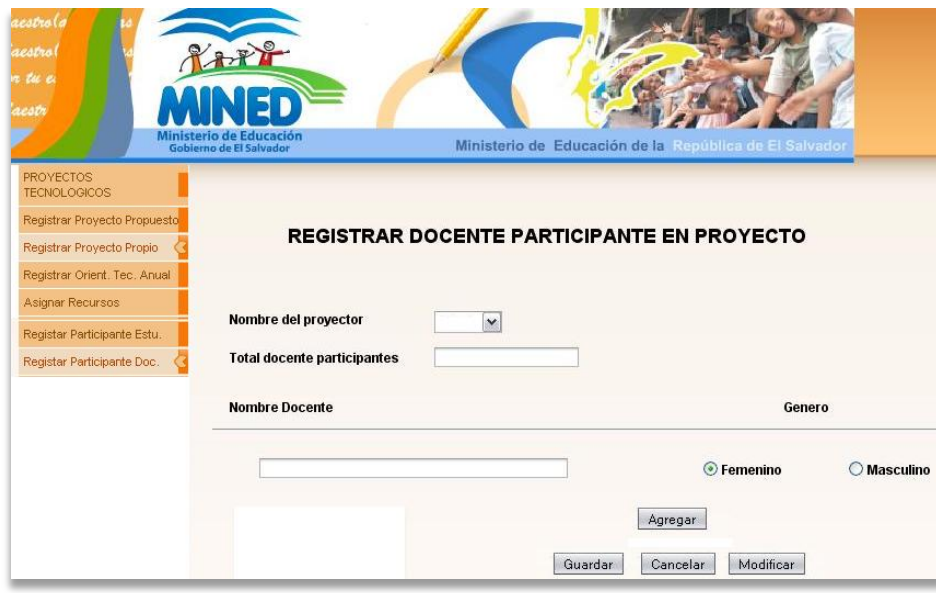 MINED
Ministerio de Educación
Gobierno de El Salvador
Ministerio de Educación de la República de El Salvador
PROYECTOS
TECNOLOGICOS
Registrar Proyecto Propuesto
Registrar Proyecto Propio
Registrar Orient. Tec. Anual
Asignar Recursos
Registar Participante Estu.
Registar Participante Doc.
REGISTRAR DOCENTE PARTICIPANTE EN PROYECTO
Nombre del proyector
Total docente participantes
Nombre Docente Genero
Femenino Masculino
Agregar
Guardar Cancelar Modificar